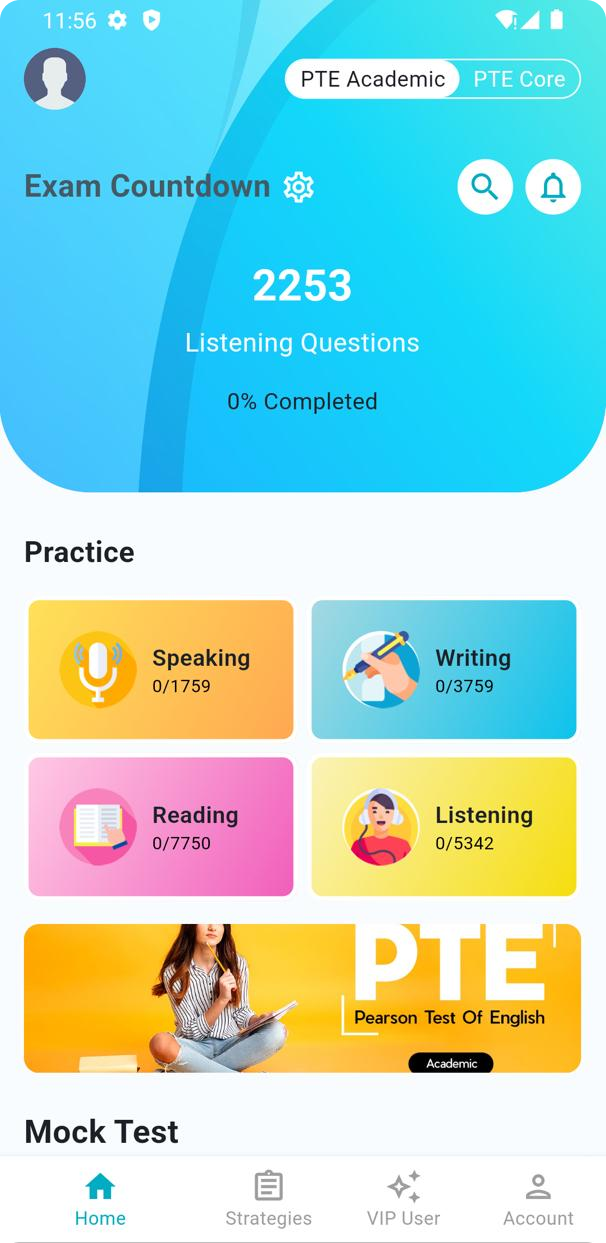 11:56
PTE Academic
PTE Core
Exam Countdown
2253
Listening Questions
0% Completed
Practice
Speaking
0/1759
Writing
0/3759
Reading
0/7750
Listening
0/5342
PTE
Pearson Test Of English
Academic
Mock Test
Home
Strategies
VIP User
Account